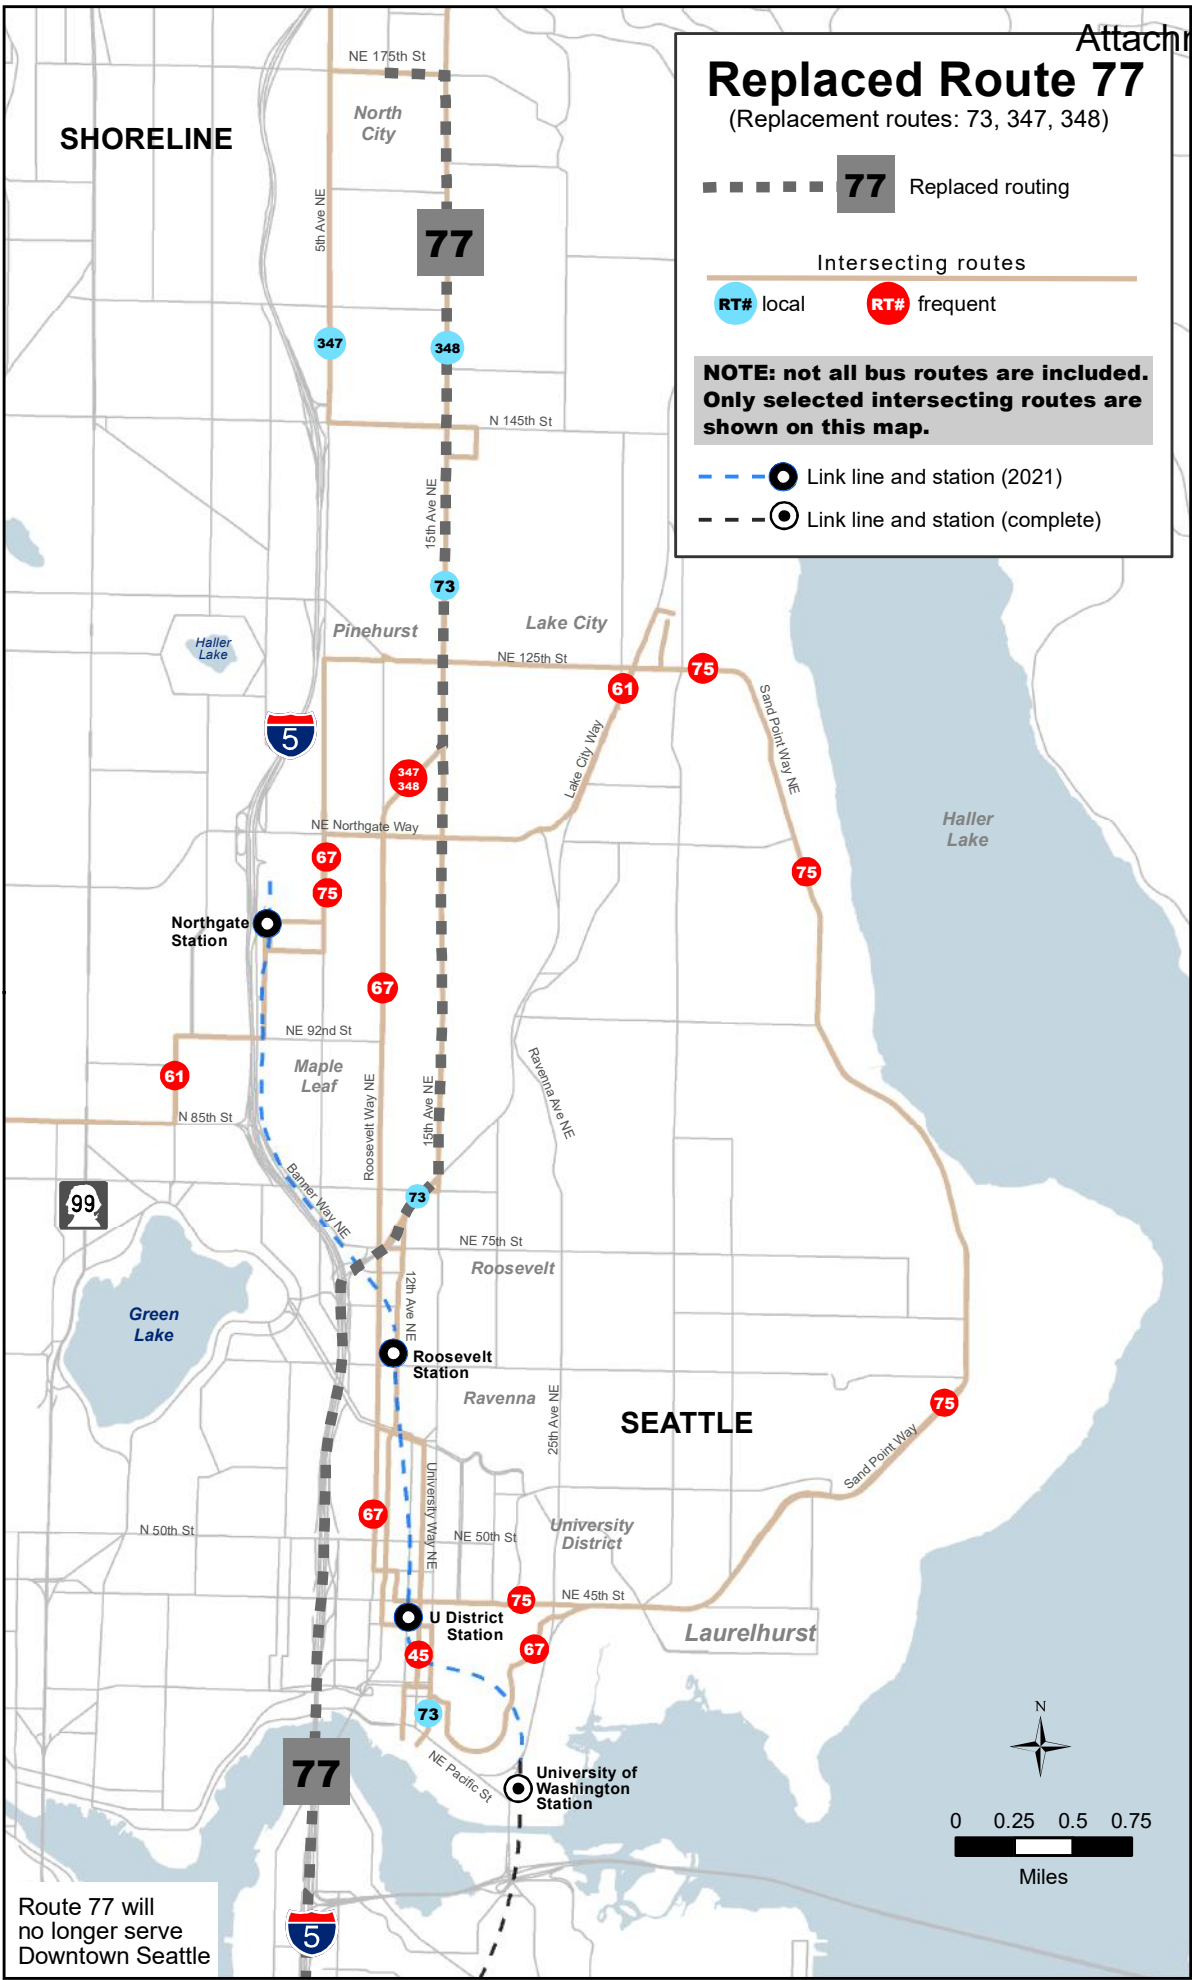 Attachm
Replaced Route 77
(Replacement routes: 73, 347, 348)
77 Replaced routing
Intersecting routes
RT# local
RT# frequent
NOTE: not all bus routes are included.
Only selected intersecting routes are
shown on this map.
Link line and station (2021)
Link line and station (complete)
NE 175th St
North
City
SHORELINE
5th Ave NE
77
347
348
N 145th St
15th Ave NE
73
Pinehurst
Lake City
Haller
Lake
NE 125th St
75
61
5
Sand Point Way NE
Lake City Way
347
348
NE Northgate Way
Haller
Lake
67
75
75
Northgate
Station
67
NE 92nd St
Maple
Leaf
61
Roosevelt Way NE
15th Ave NE
Ravenna Ave NE
N 85th St
Banner Way NE
99
73
NE 75th St
Roosevelt
12th Ave NE
Green
Lake
Roosevelt
Station
Ravenna
25th Ave NE
SEATTLE
75
Sand Point Way
University Way NE
67
N 50th St
NE 50th St
University
District
75
NE 45th St
U District
Station
Laurelhurst
45
67
73
NE Pacific St
77
University of
Washington
Station
N
0 0.25 0.5 0.75
Miles
Route 77 will
no longer serve
Downtown Seattle
5